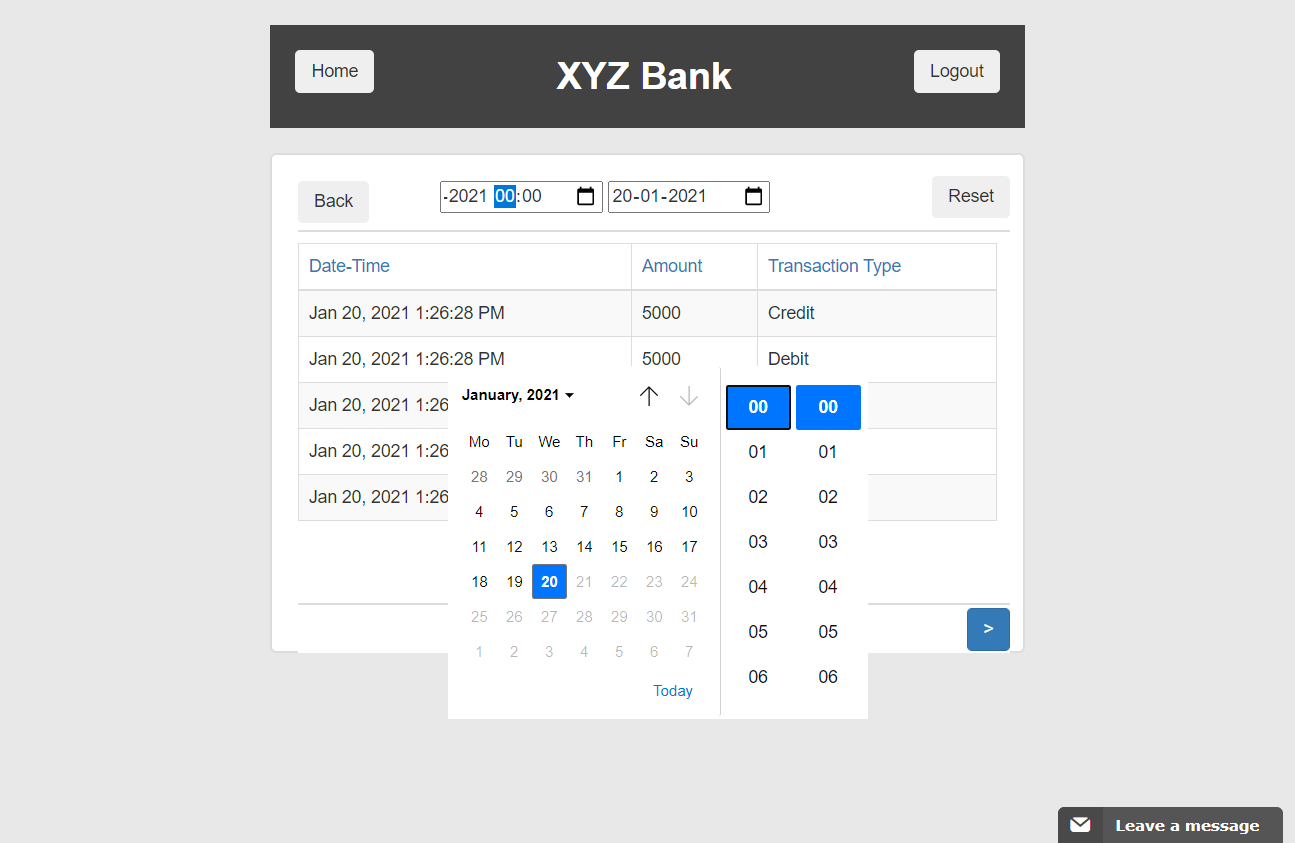 Home XYZ Bank Logout
Back -2021 00:00 20-01-2021 Reset
Date-Time Amount Transaction Type
Jan 20, 2021 1:26:28 PM 5000 Credit
Jan 20, 2021 1:26:28 PM 5000 Debit
Jan 20, 2021 1:26
Jan 20, 2021 1:26
Jan 20, 2021 1:26
January, 2021
Mo Tu We Th Fr Sa Su
28 29 30 31 1 2 3
4 5 6 7 8 9 10
11 12 13 14 15 16 17
18 19 20 21 22 23 24
25 26 27 28 29 30 31
1 2 3 4 5 6 7
Today
00 00
01 01
02 02
03 03
04 04
05 05
06 06
>
Leave a message